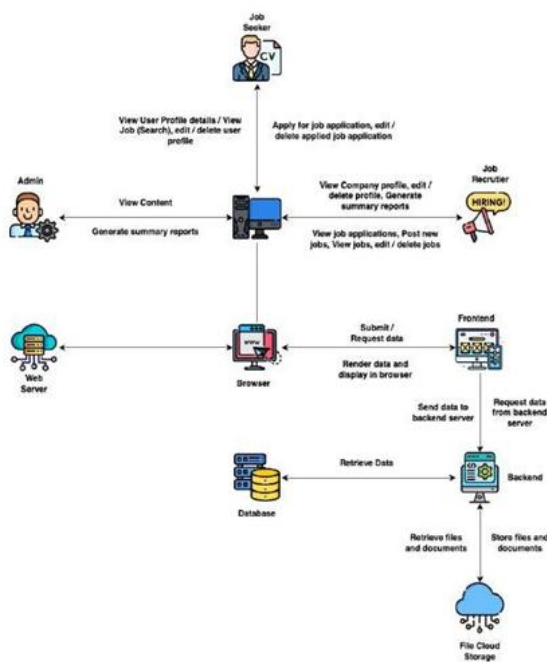 Job
Seeker
CV
View User Profile details / View
Job (Search), edit /
delete user
profile
Apply for job application, edit /
delete applied job application
Admin
View Content
Generate summary reports
View Company profile, edit /
delete profile, Generate
summary reports
View job applications, Post new
jobs, View jobs, edit / delete jobs
Job
Recrutier
HIRING!
Web
Server
WWW
Browser
Submit /
Request data
Render data and
display in browser
Frontend
Send data to
backend server
Request data
from backend
server
Database
Retrieve Data
Backend
Retrieve files
and documents
Store files and
documents
File Cloud
Storage